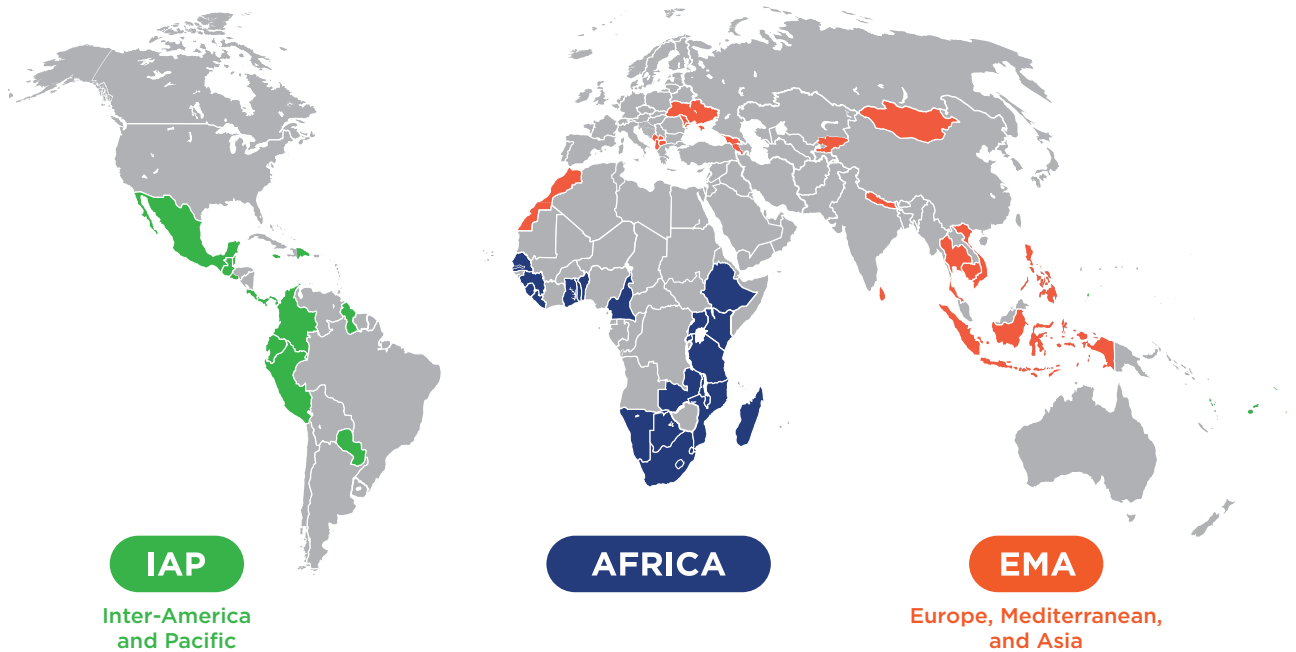 IAP
Inter-America
and Pacific
AFRICA
EMA
Europe, Mediterranean,
and Asia